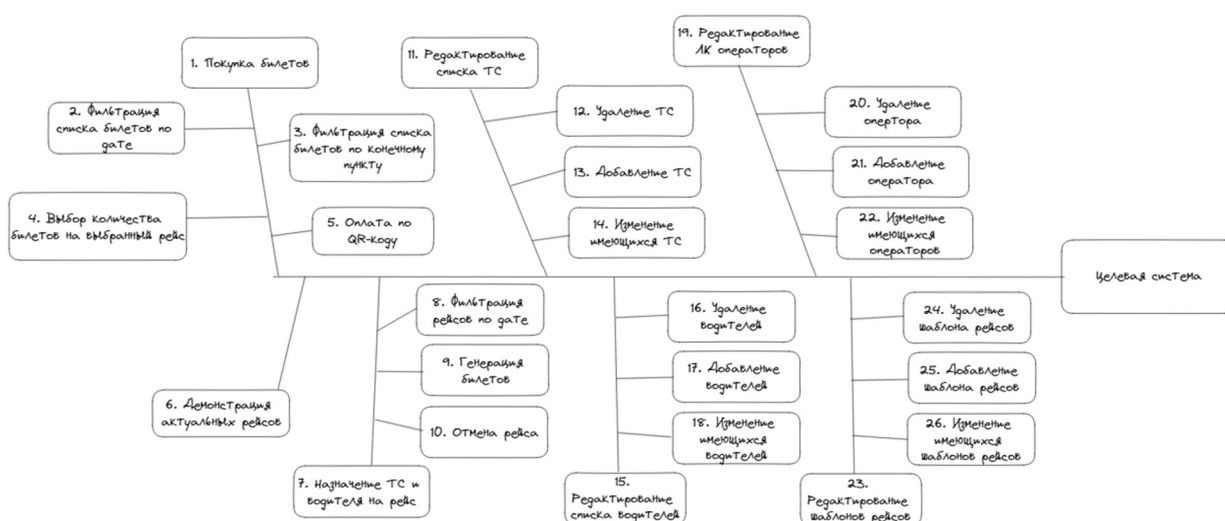 1. Покупка билетов
2. Фильтрация
списка билетов по
дате
3. Фильтрация списка
билетов по конечному
пункту
4. Выбор количества
билетов на выбранный рейс
5. Оплата по
QR-коду
6. Демонстрация
актуальных рейсов
7. Назначение ТС и
водителя на рейс
8. Фильтрация
рейсов по дате
9. Генерация
билетов
10. Отмена рейса
11. Редактирование
списка ТС
12. Удаление ТС
13. Добавление ТС
14. Изменение
имеющихся ТС
15.
Редактирование
списка водителей
16. Удаление
водителей
17. Добавление
водителей
18. Изменение
имеющихся
водителей
19. Редактирование
ЛК операторов
20. Удаление
опертора
21. Добавление
оператора
22. Изменение
имеющихся
операторов
23.
Редактирование
шаблонов рейсов
24. Удаление
шаблона рейсов
25. Добавление
шаблона рейсов
26. Изменение
имеющихся
шаблонов рейсов
Целевая система